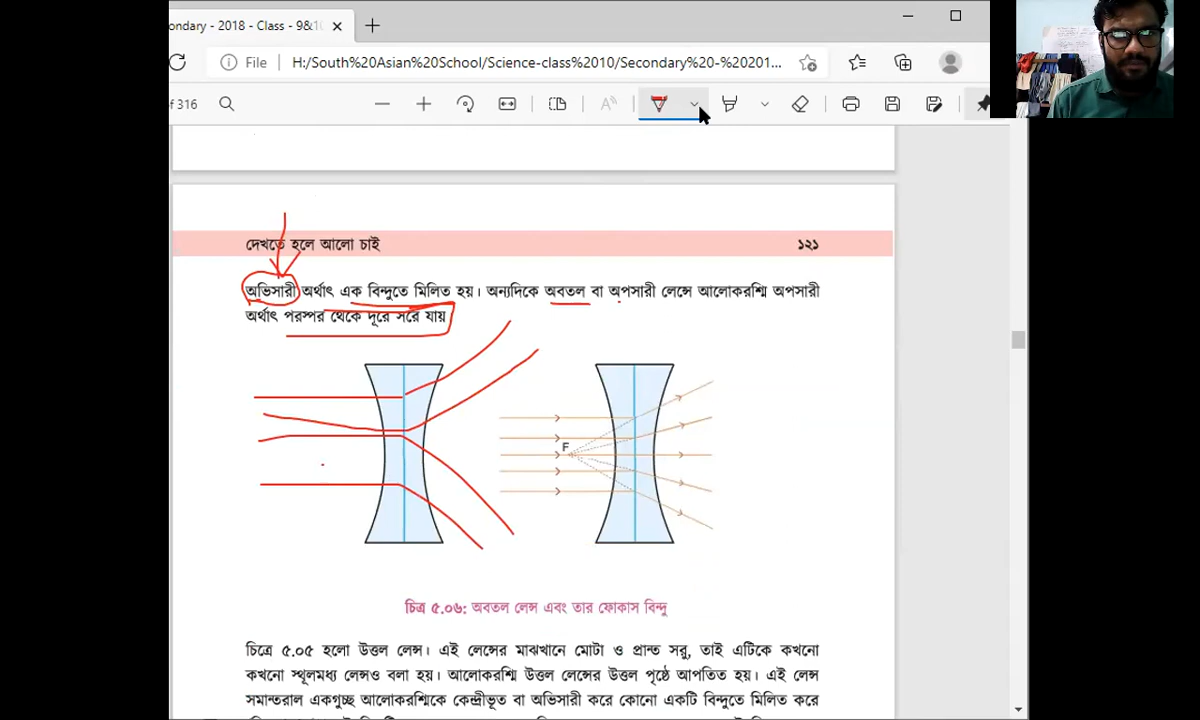 ondary - 2018 - Class - 9&10
File H:/South%20Asian%20School/Science-class%2010/Secondary%20-%20201...
of 316
দেখতে হলে আলো চাই ১২১
অভিসারী অর্থাৎ এক বিন্দুতে মিলিত হয়। অন্যদিকে অবতল বা অপসারী লেন্সে আলোকরশ্মি অপসারী
অর্থাৎ পরস্পর থেকে দূরে সরে যায়
F
চিত্র ৫.০৬: অবতল লেন্স এবং তার ফোকাস বিন্দু
চিত্রে ৫.০৫ হলো উত্তল লেন্স। এই লেন্সের মাঝখানে মোটা ও প্রান্ত সরু, তাই এটিকে কখনো
কখনো স্থূলমধ্য লেন্সও বলা হয়। আলোকরশ্মি উত্তল লেন্সের উত্তল পৃষ্ঠে আপতিত হয়। এই লেন্স
সমান্তরাল একগুচ্ছ আলোকরশ্মিকে কেন্দ্রীভূত বা অভিসারী করে কোনো একটি বিন্দুতে মিলিত করে